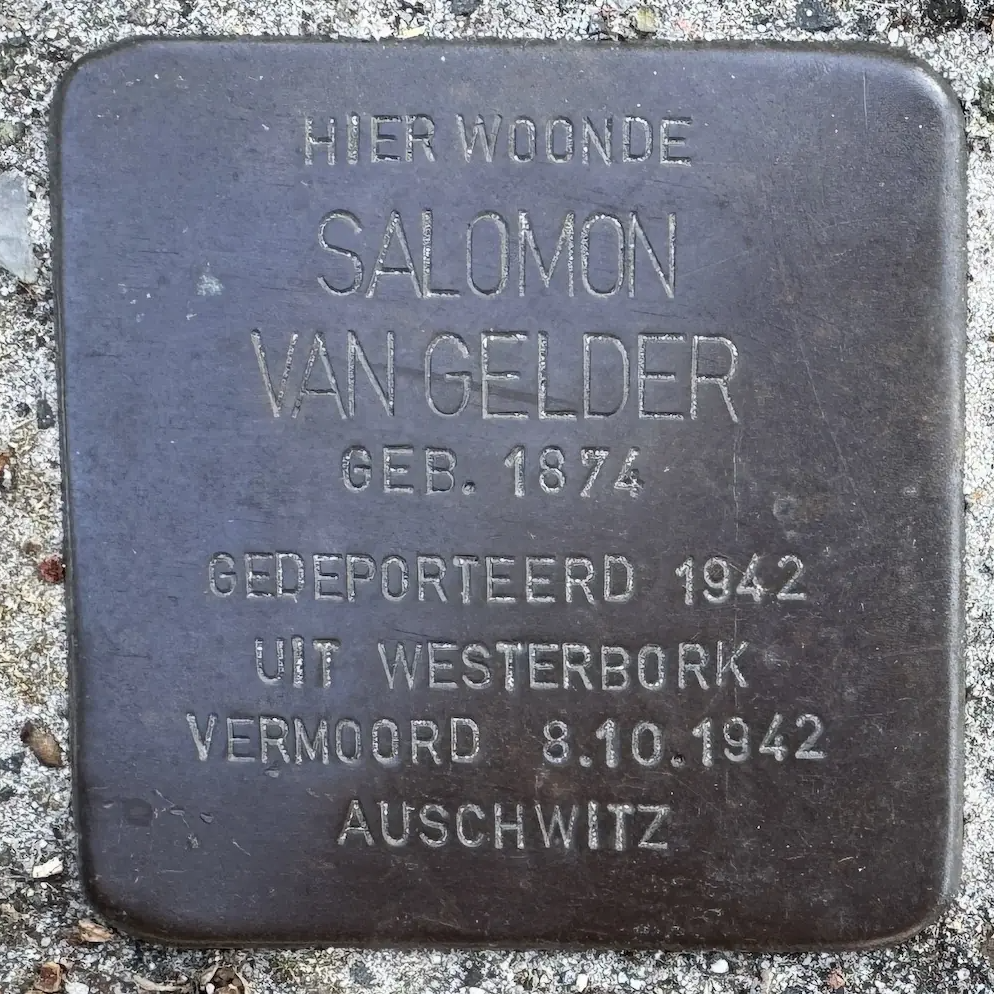 HIER WOONDE
SALOMON
VAN GELDER
GEB. 1874
GEDEPORTEERD 1942
UIT WESTERBORK
VERMOORD 8.10.1942
AUSCHWITZ